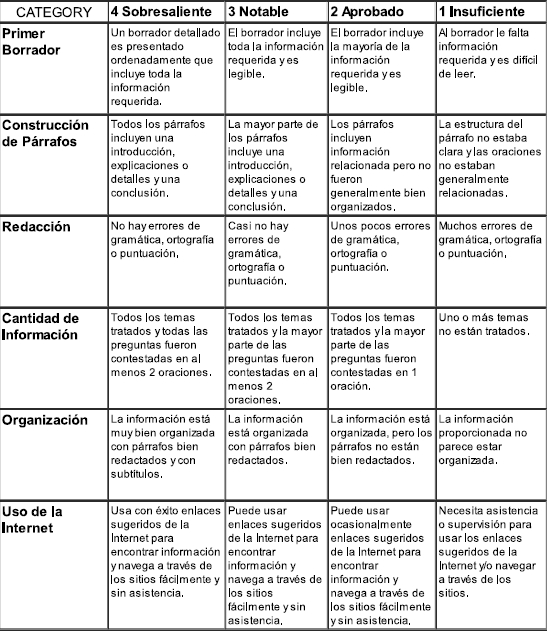 CATEGORY
4 Sobresaliente
3 Notable
2 Aprobado
1 Insuficiente
Primer
Borrador
Un borrador detallado
es presentado
ordenadamente que
incluye toda la
información
requerida.
El borrador incluye
toda la información
requerida y es
legible.
El borrador incluye
la mayoría de la
información
requerida y es
legible.
Al borrador le falta
información
requerida y es difícil
de leer.
Construcción
de Párrafos
Todos los párrafos
incluyen una
introducción,
explicaciones o
detalles y una
conclusión.
La mayor parte de
los párrafos
incluye una
introducción,
explicaciones o
detalles y una
conclusión.
Los párrafos
incluyen
información
relacionada pero no
fueron
generalmente bien
organizados.
La estructura del
párrafo no estaba
clara y las oraciones
no estaban
generalmente
relacionadas.
Redacción
No hay errores de
gramática, ortografía
o puntuación.
Casi no hay
errores de
gramática,
ortografía o
puntuación.
Unos pocos errores
de gramática,
ortografía o
puntuación.
Muchos errores de
gramática, ortografía
o puntuación.
Cantidad de
Información
Todos los temas
tratados y todas las
preguntas fueron
contestadas en al
menos 2 oraciones.
Todos los temas
tratados y la mayor
parte de las
preguntas fueron
contestadas en al
menos 2
oraciones.
Todos los temas
tratados y la mayor
parte de las
preguntas fueron
contestadas en 1
oración.
Uno o más temas
no están tratados.
Organización
La información está
muy bien organizada
con párrafos bien
redactados y con
subtítulos.
La información
está organizada
con párrafos bien
redactados.
La información está
organizada, pero los
párrafos no están
bien redactados.
La información
proporcionada no
parece estar
organizada.
Uso de la
Internet
Usa con éxito enlaces
sugeridos de la
Internet para
encontrar información
y navega a través de
los sitios fácilmente y
sin asistencia.
Puede usar
enlaces sugeridos
de la Internet para
encontrar
información y
navega a través de
los sitios
fácilmente y sin
asistencia.
Puede usar
ocasionalmente
enlaces sugeridos
de la Internet para
encontrar
información y
navega a través de
los sitios fácilmente
y sin asistencia.
Necesita asistencia
o supervisión para
usar los enlaces
sugeridos de la
Internet y/o navegar
a través de los
sitios.